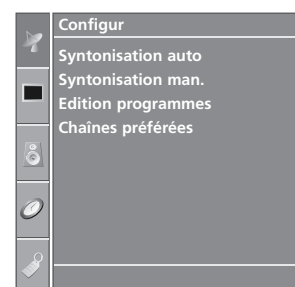 Configur
Syntonisation auto
Syntonisation man.
Edition programmes
Chaînes préférées